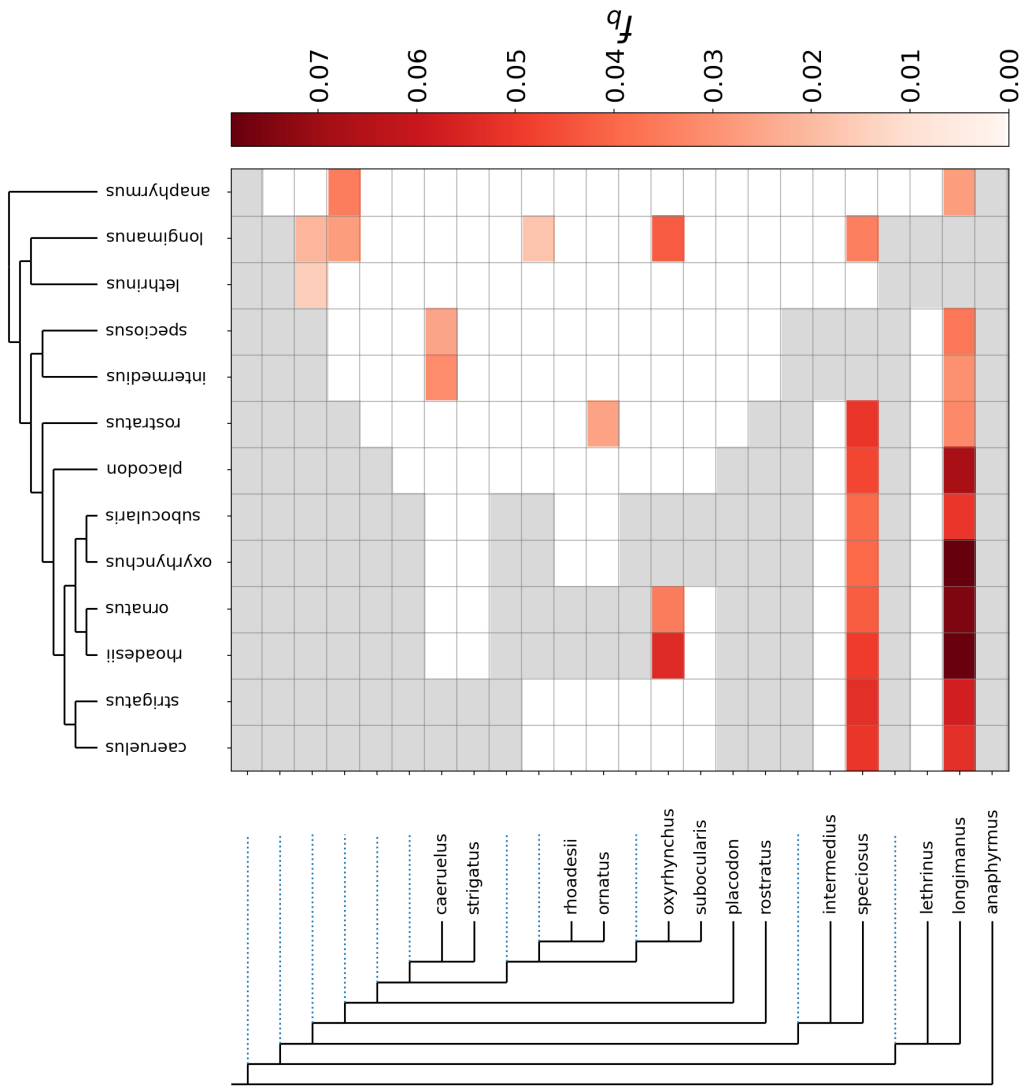 f_b
0.07
0.06
0.05
0.04
0.03
0.02
0.01
0.00
anaphyrmus
longimanus
lethrinus
speciosus
intermedius
rostratus
placodon
subocularis
oxyrhynchus
ornatus
rhoadesii
strigatus
caeruelus
caeruelus
strigatus
rhoadesii
ornatus
oxyrhynchus
subocularis
placodon
rostratus
intermedius
speciosus
lethrinus
longimanus
anaphyrmus